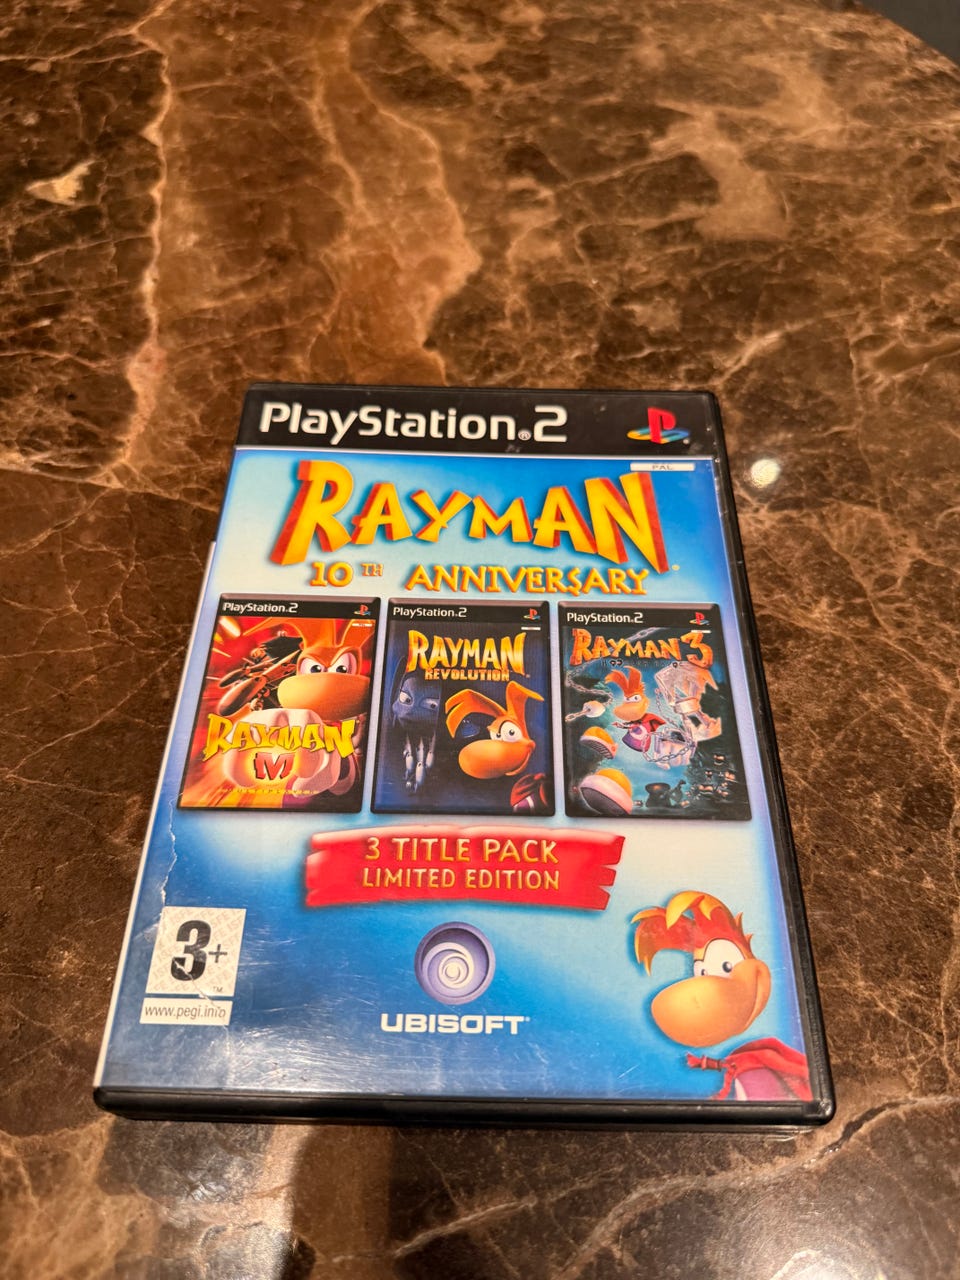 PlayStation®2
PAL
RAYMAN
10TH ANNIVERSARY
PlayStation®2
RAYMAN
M
PlayStation®2
RAYMAN
REVOLUTION
PlayStation®2
RAYMAN 3
3 TITLE PACK
LIMITED EDITION
3+
TM
www.pegi.info
UBISOFT®